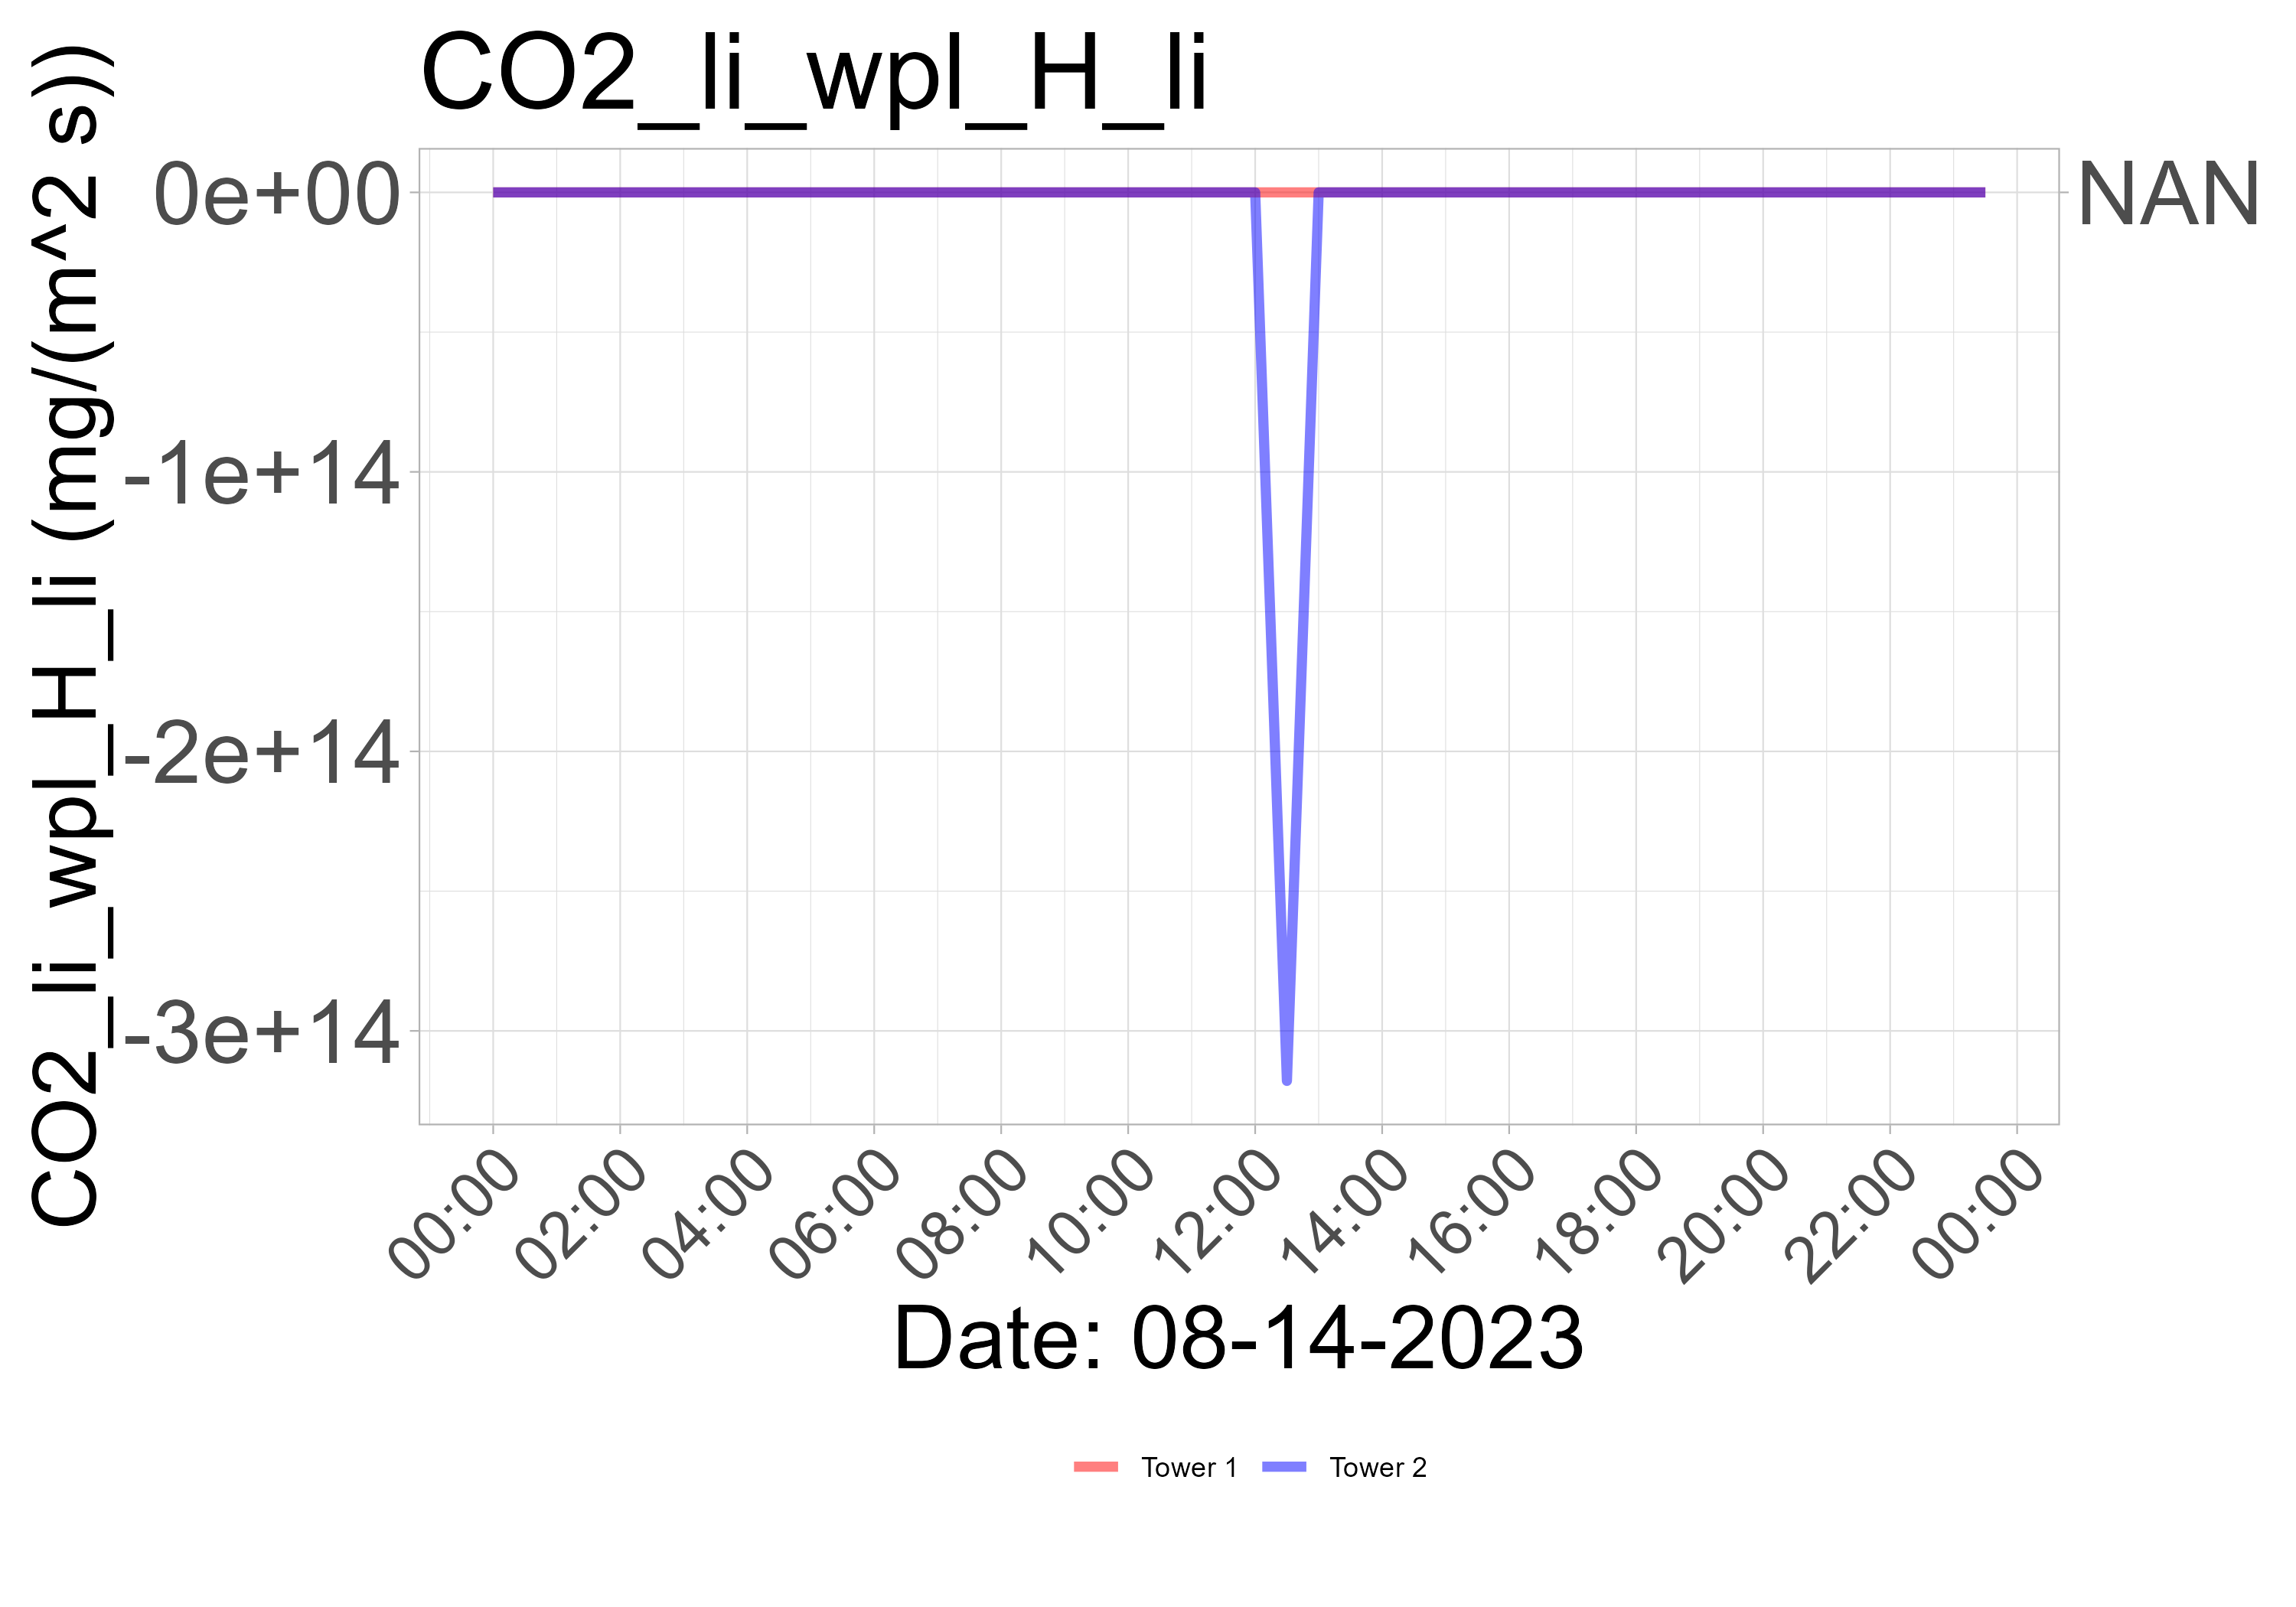 CO2_li_wpl_H_li
CO2_li_wpl_H_li (mg/(m^2 s))
0e+00
-1e+14
-2e+14
-3e+14
NAN
00:00
02:00
04:00
06:00
08:00
10:00
12:00
14:00
16:00
18:00
20:00
22:00
00:00
Date: 08-14-2023
Tower 1
Tower 2